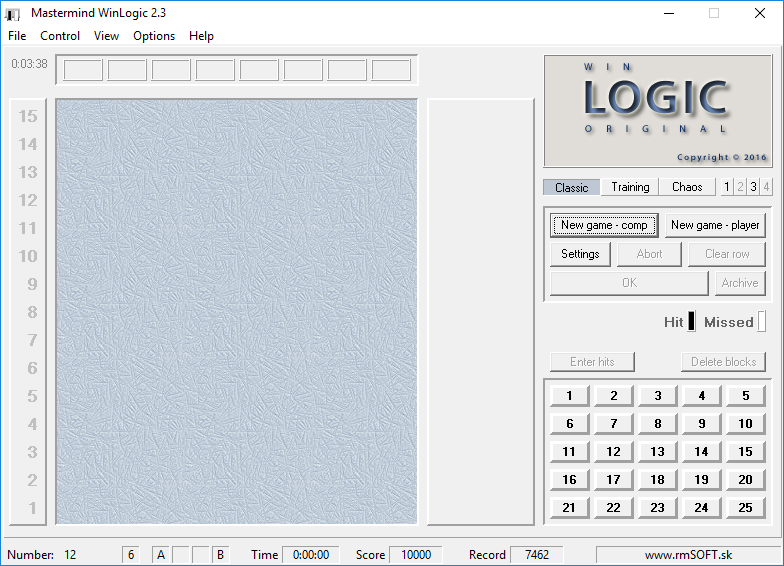 Mastermind WinLogic 2.3
File Control View Options Help
0:03:38
WIN
LOGIC
ORIGINAL
Copyright © 2016
15
14
13
12
11
10
9
8
7
6
5
4
3
2
1
Classic Training Chaos 1 2 3 4
New game - comp New game - player
Settings Abort Clear row
OK Archive
Hit Missed
Enter hits Delete blocks
1 2 3 4 5
6 7 8 9 10
11 12 13 14 15
16 17 18 19 20
21 22 23 24 25
Number: 12 6 A B Time 0:00:00 Score 10000 Record 7462 www.rmSOFT.sk